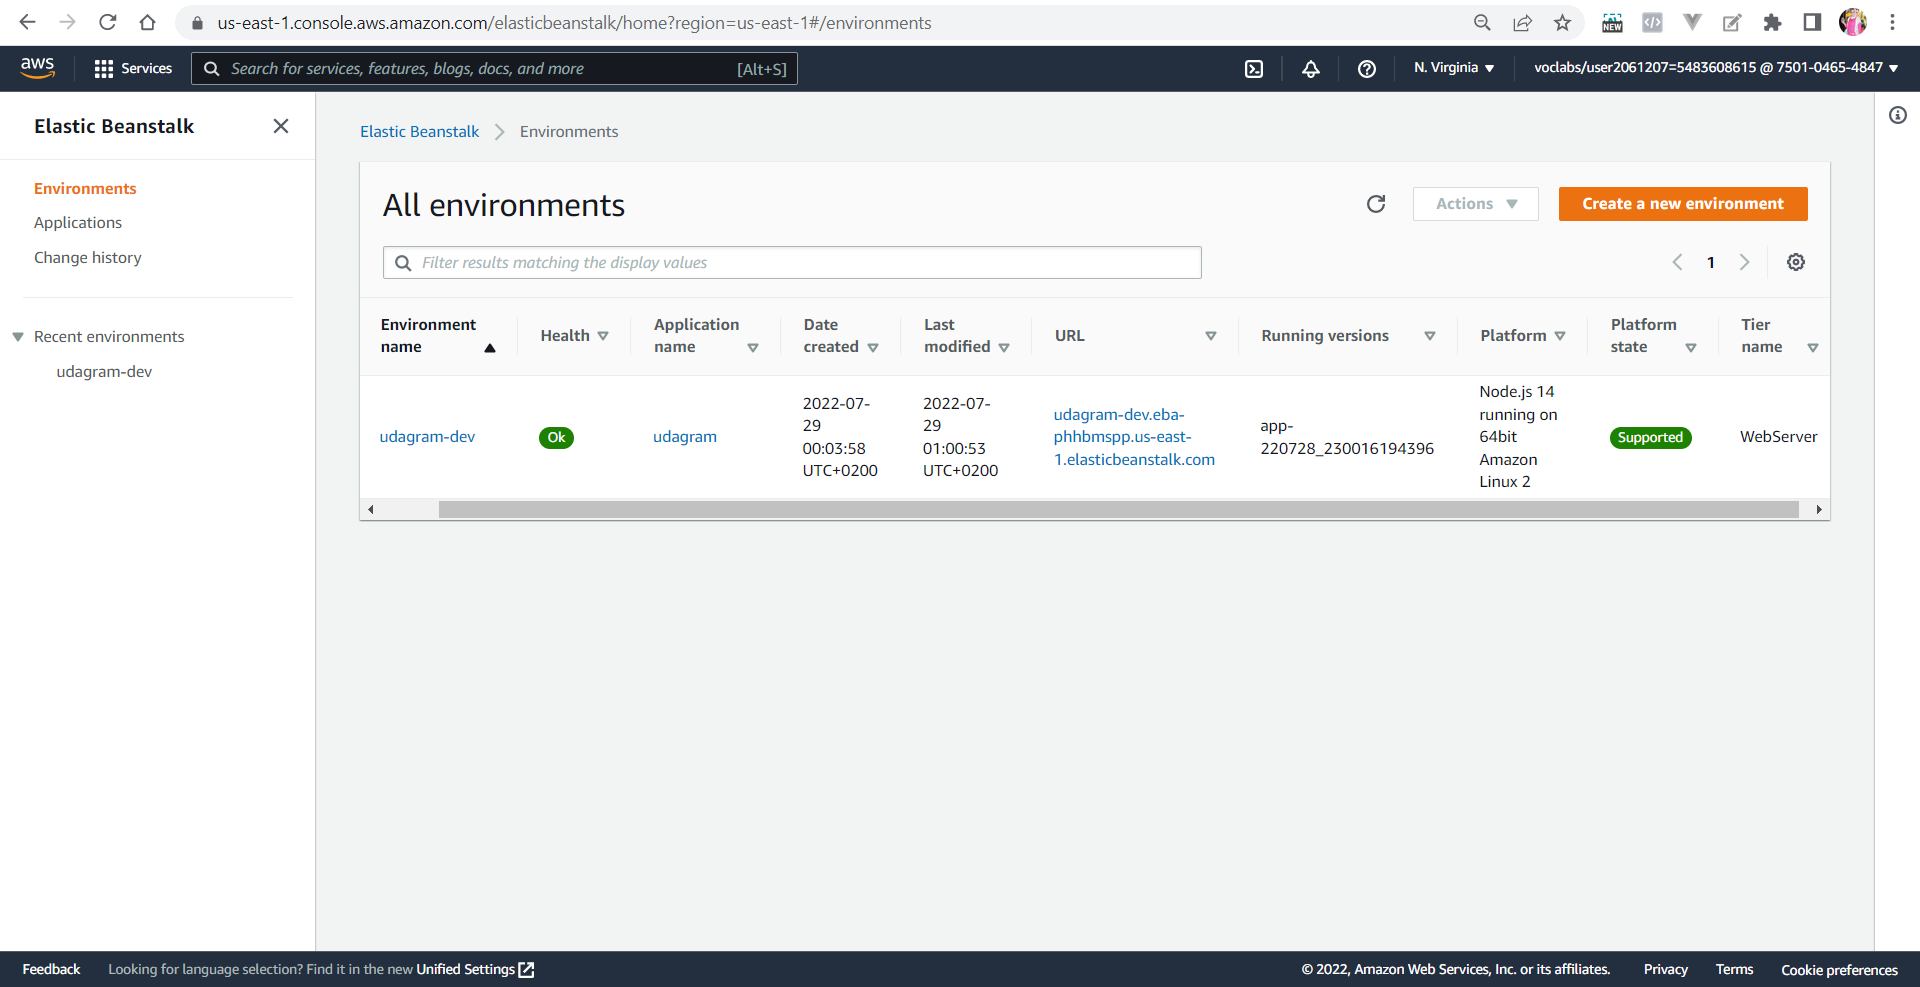 us-east-1.console.aws.amazon.com/elasticbeanstalk/home?region=us-east-1#/environments
NEW
aws
Services
Search for services, features, blogs, docs, and more
[Alt+S]
N. Virginia
voclabs/user2061207=5483608615 @ 7501-0465-4847
Elastic Beanstalk
Environments
Applications
Change history
Recent environments
udagram-dev
Elastic Beanstalk
Environments
All environments
Actions
Create a new environment
Filter results matching the display values
1
Environment
name
Health
Application
name
Date
created
Last
modified
URL
Running versions
Platform
Platform
state
Tier
name
udagram-dev
Ok
udagram
2022-07-
29
00:03:58
UTC+0200
2022-07-
29
01:00:53
UTC+0200
udagram-dev.eba-
phhbmspp.us-east-
1.elasticbeanstalk.com
app-
220728_230016194396
Node.js 14
running on
64bit
Amazon
Linux 2
Supported
WebServer
Feedback
Looking for language selection? Find it in the new Unified Settings
© 2022, Amazon Web Services, Inc. or its affiliates.
Privacy
Terms
Cookie preferences